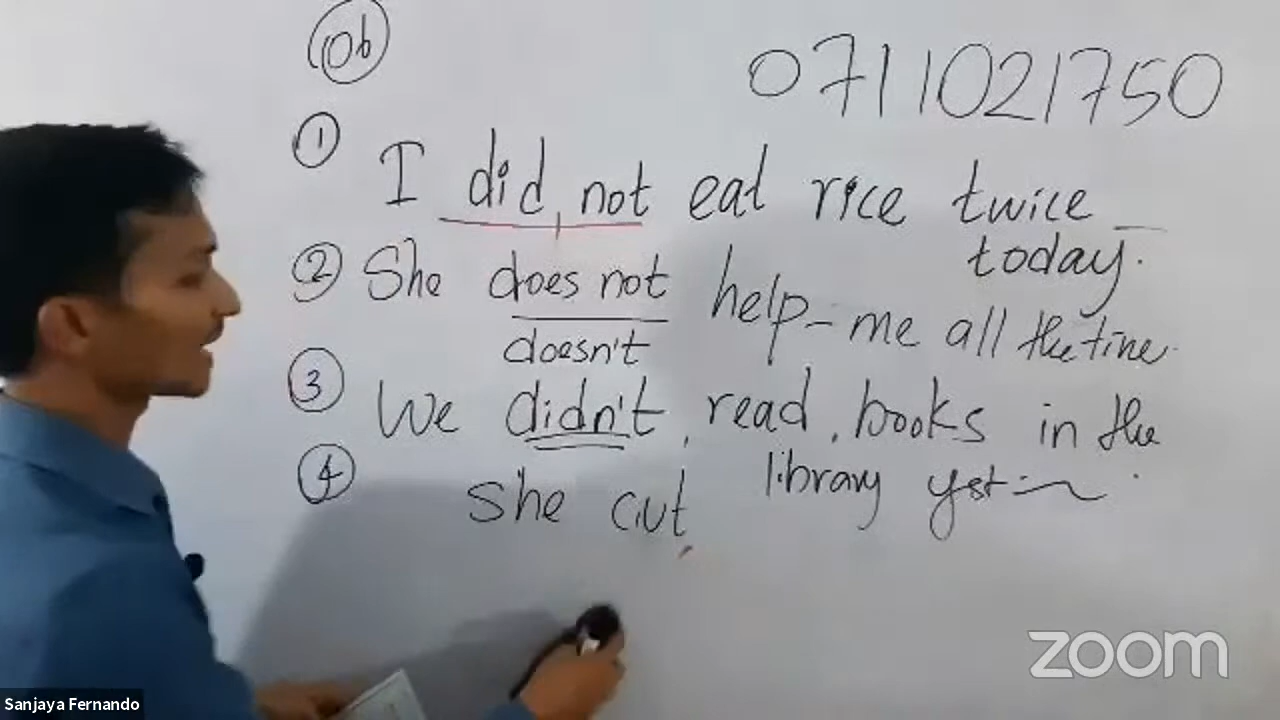 06
0711021750
① I did not eat rice twice
today.
② She does not help me all the time.
doesn't
③ We didn't read books in the
library yet
④ She cut
zoom
Sanjaya Fernando